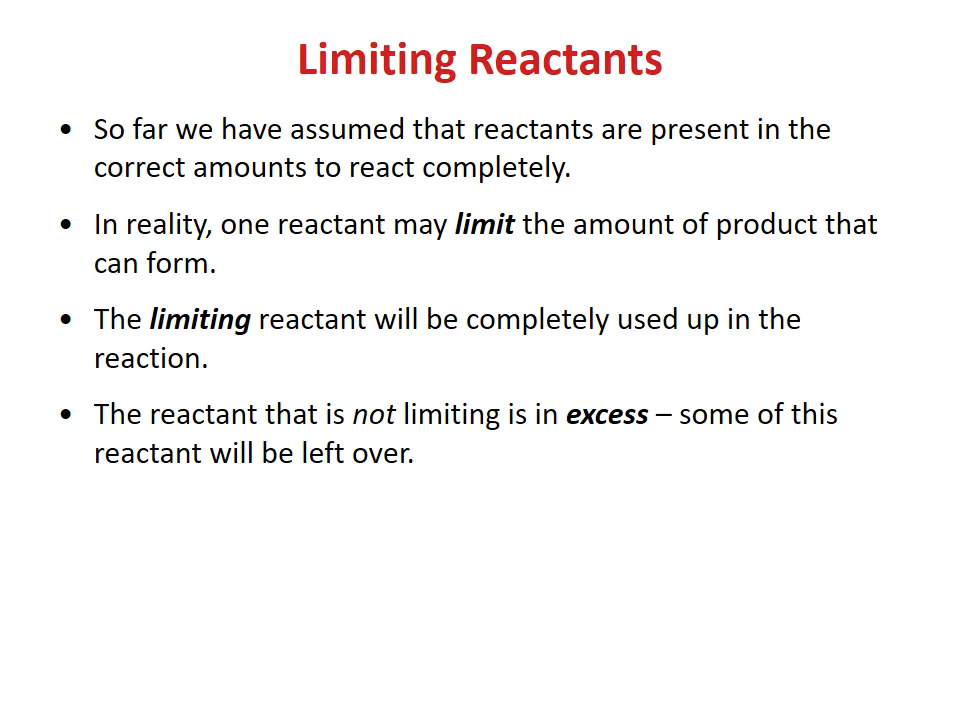 Limiting Reactants
• So far we have assumed that reactants are present in the
correct amounts to react completely.
• In reality, one reactant may limit the amount of product that
can form.
• The limiting reactant will be completely used up in the
reaction.
• The reactant that is not limiting is in excess – some of this
reactant will be left over.